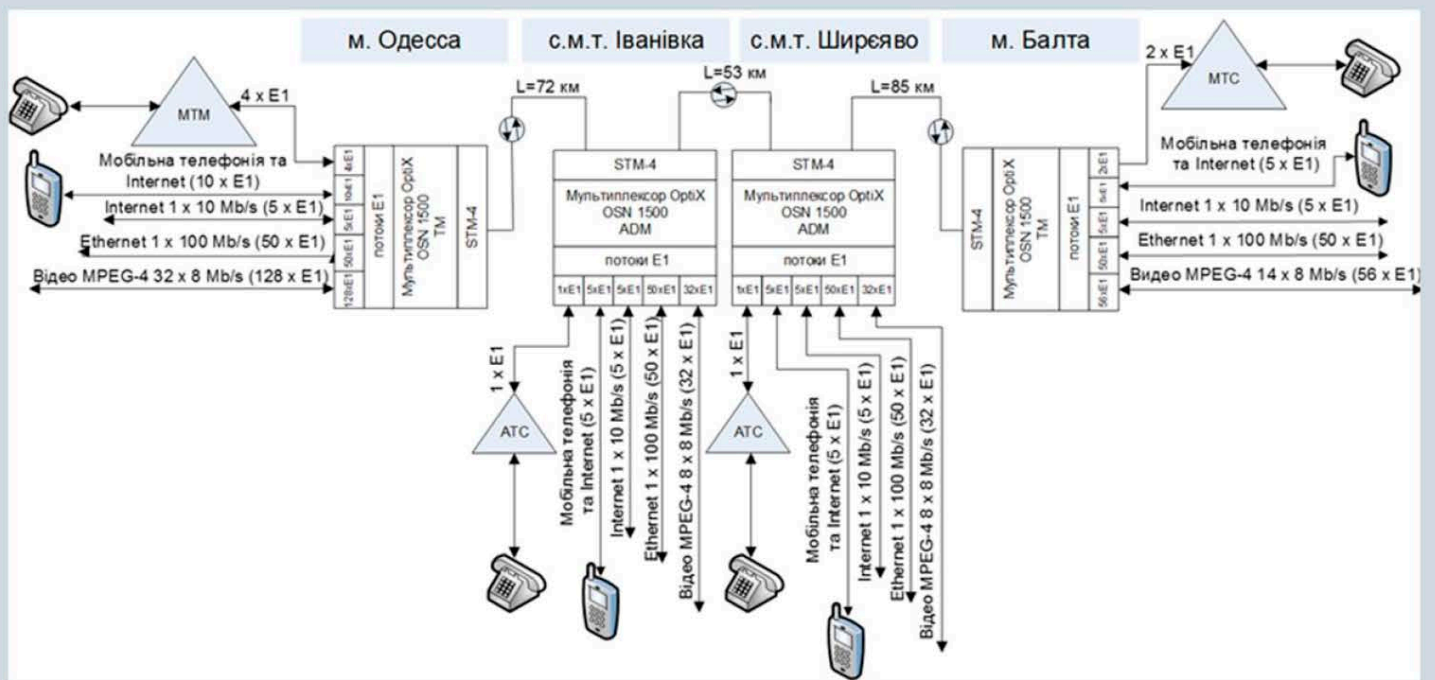 м. Одесса
с.м.т. Іванівка
с.м.т. Ширєяво
м. Балта
МТМ
4 x E1
Мобільна телефонія та
Internet (10 x E1)
Internet 1 x 10 Mb/s (5 x E1)
Ethernet 1 x 100 Mb/s (50 x E1)
Відео MPEG-4 32 x 8 Mb/s (128 x E1)
4xE1
10xE1
5xE1
50xE1
128xE1
потоки E1
Мультиплексор OptiX
OSN 1500
TM
STM-4
L=72 км
STM-4
Мультиплексор OptiX
OSN 1500
ADM
потоки E1
1xE1
5xE1
5xE1
50xE1
32xE1
1 x E1
АТС
Мобільна телефонія
та Internet (5 x E1)
Internet 1 x 10 Mb/s (5 x E1)
Ethernet 1 x 100 Mb/s (50 x E1)
Відео MPEG-4 8 x 8 Mb/s (32 x E1)
L=53 км
STM-4
Мультиплексор OptiX
OSN 1500
ADM
потоки E1
1xE1
5xE1
5xE1
50xE1
32xE1
1 x E1
АТС
Мобільна телефонія
та Internet (5 x E1)
Internet 1 x 10 Mb/s (5 x E1)
Ethernet 1 x 100 Mb/s (50 x E1)
Відео MPEG-4 8 x 8 Mb/s (32 x E1)
L=85 км
STM-4
Мультиплексор OptiX
OSN 1500
TM
потоки E1
2xE1
5xE1
5xE1
50xE1
56xE1
2 x E1
МТС
Мобільна телефонія
та Internet (5 x E1)
Internet 1 x 10 Mb/s (5 x E1)
Ethernet 1 x 100 Mb/s (50 x E1)
Видео MPEG-4 14 x 8 Mb/s (56 x E1)